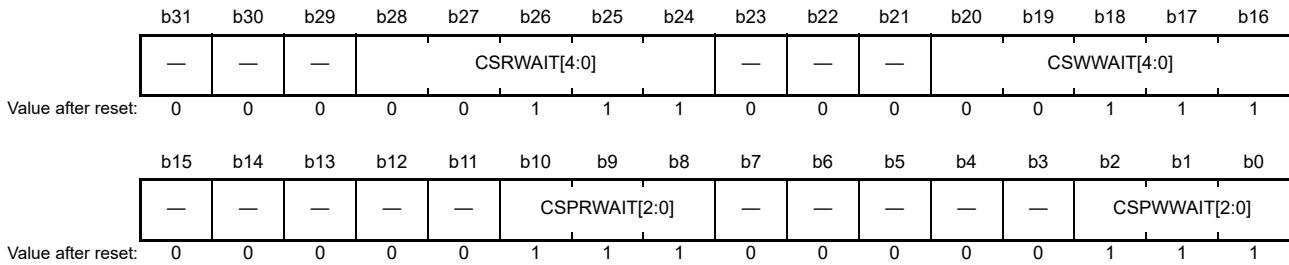 b31 b30 b29 b28 b27 b26 b25 b24 b23 b22 b21 b20 b19 b18 b17 b16
— — — CSRWAIT[4:0] — — — CSWWAIT[4:0]
Value after reset: 0 0 0 0 0 1 1 1 0 0 0 0 0 1 1 1
b15 b14 b13 b12 b11 b10 b9 b8 b7 b6 b5 b4 b3 b2 b1 b0
— — — — — CSPRWAIT[2:0] — — — — — CSPWWAIT[2:0]
Value after reset: 0 0 0 0 0 1 1 1 0 0 0 0 0 1 1 1